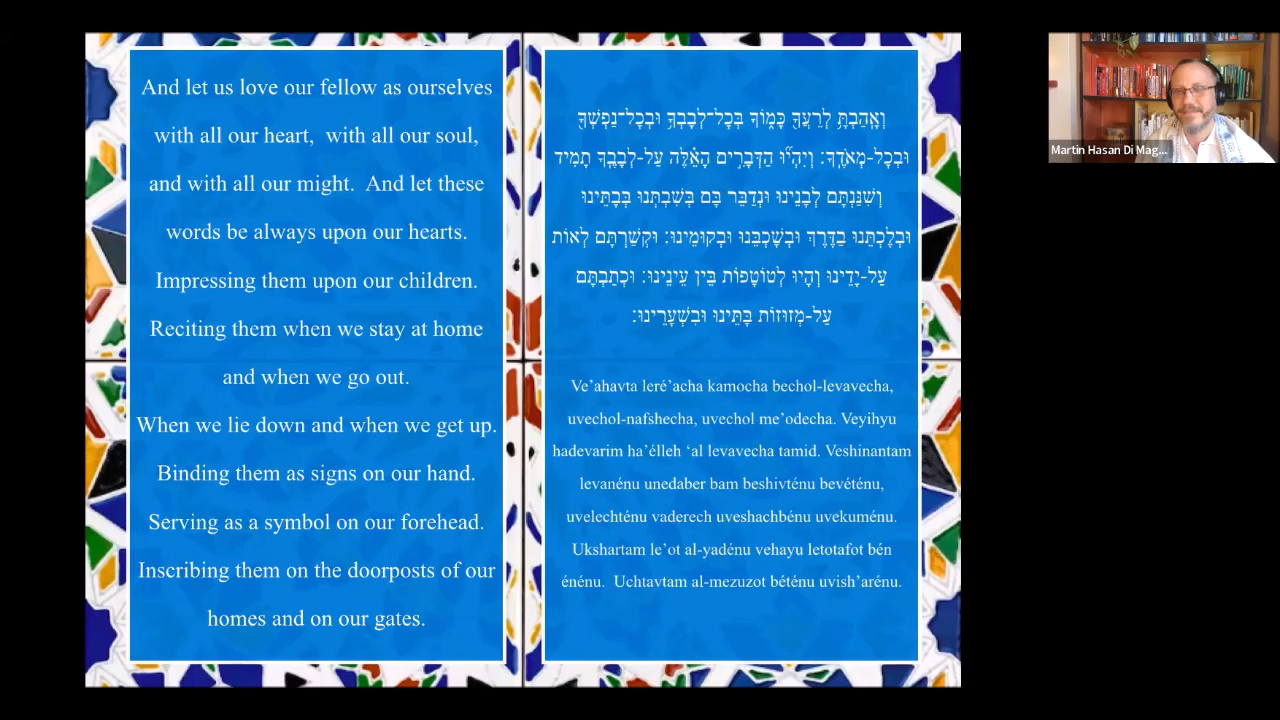 And let us love our fellow as ourselves
with all our heart, with all our soul,
and with all our might. And let these
words be always upon our hearts.
Impressing them upon our children.
Reciting them when we stay at home
and when we go out.
When we lie down and when we get up.
Binding them as signs on our hand.
Serving as a symbol on our forehead.
Inscribing them on the doorposts of our
homes and on our gates.
וְאָֽהַבְתָּ֥ לְרֵעֲךָ֖ כָּמ֑וֹךָ בְּכָל־לְבָבְךָ֥ וּבְכָל־נַפְשְׁךָ֖
וּבְכָל-מְאֹדֶֽךָ: וְיִהְי֞וּ הַדְּבָרִ֣ים הָאֵ֗לֶּה עַל-לְבָבֶ֑ךָ תָמִיד
וְשִׁנַּנְתָּם לְבָנֵינוּ וּנְדַבֵּר בָּם בְּשִׁבְתֵּנוּ בְּבָתֵּינוּ
וּבְלֶכְתֵּנוּ בַדֶּרֶךְ וּבְשָׁכְבֵּנוּ וּבְקוּמֵינוּ: וּקְשַׁרְתָּם לְאוֹת
עַל-יָדֵינוּ וְהָיוּ לְטוֹטָפוֹת בֵּין עֵינֵינוּ: וּכְתַבְתָּם
עַל-מְזוּזוֹת בָּתֵּינוּ וּבִשְׁעָרֵינוּ:
Ve’ahavta leré’acha kamocha bechol-levavecha,
uvechol-nafshecha, uvechol me’odecha. Veyihyu
hadevarim ha’élleh ‘al levavecha tamid. Veshinantam
levanénu unedaber bam beshivténu bevéténu,
uvelechténu vaderech uveshachbénu uvekuménu.
Ukshartam le’ot al-yadénu vehayu letotafot bén
énénu. Uchtavtam al-mezuzot béténu uvish’arénu.
Martin Hasan Di Mag...